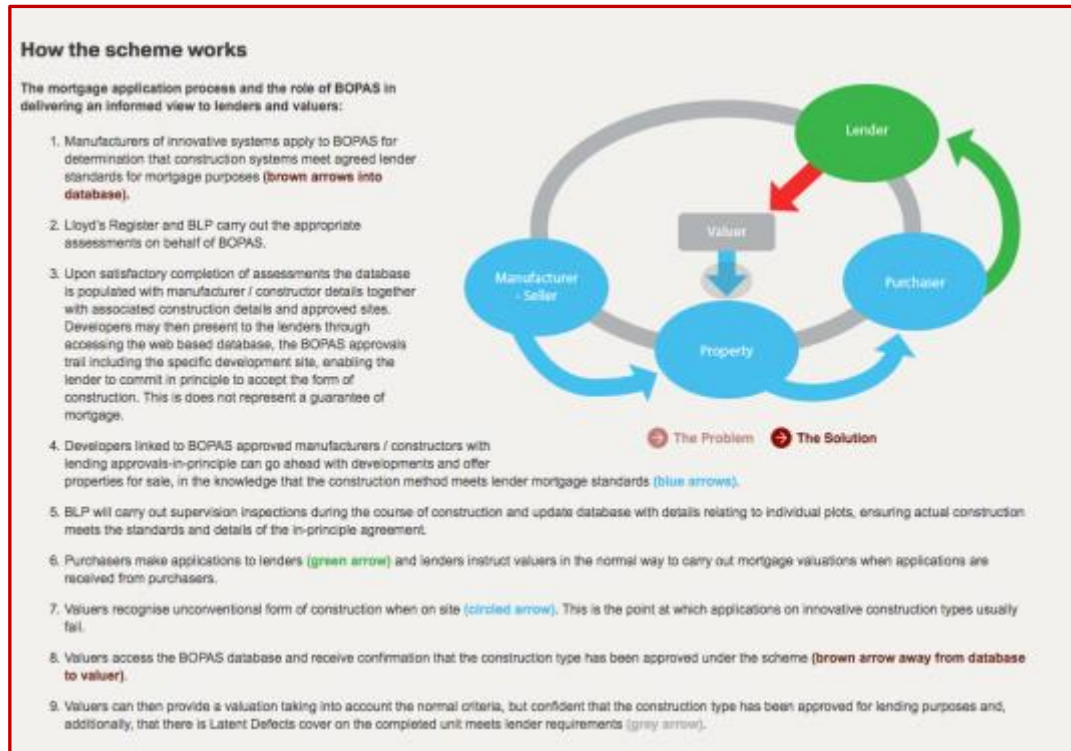 How the scheme works
The mortgage application process and the role of BOPAS in
delivering an informed view to lenders and valuers:
1. Manufacturers of innovative systems apply to BOPAS for
determination that construction systems meet agreed lender
standards for mortgage purposes (brown arrows into
database).
2. Lloyd's Register and BLP carry out the appropriate
assessments on behalf of BOPAS.
3. Upon satisfactory completion of assessments the database
is populated with manufacturer / constructor details together
with associated construction details and approved sites.
Developers may then present to the lenders through
accessing the web based database, the BOPAS approvals
trail including the specific development site, enabling the
lender to commit in principle to accept the form of
construction. This is does not represent a guarantee of
mortgage.
4. Developers linked to BOPAS approved manufacturers / constructors with
lending approvals-in-principle can go ahead with developments and offer
properties for sale, in the knowledge that the construction method meets lender mortgage standards (blue arrows).
5. BLP will carry out supervision inspections during the course of construction and update database with details relating to individual plots, ensuring actual construction
meets the standards and details of the in-principle agreement.
6. Purchasers make applications to lenders (green arrow) and lenders instruct valuers in the normal way to carry out mortgage valuations when applications are
received from purchasers.
7. Valuers recognise unconventional form of construction when on site (circled arrow). This is the point at which applications on innovative construction types usually
fail.
8. Valuers access the BOPAS database and receive confirmation that the construction type has been approved under the scheme (brown arrow away from database
to valuer).
9. Valuers can then provide a valuation taking into account the normal criteria, but confident that the construction type has been approved for lending purposes and,
additionally, that there is Latent Defects cover on the completed unit meets lender requirements (grey arrow).
Lender
Valuer
Manufacturer
- Seller
Purchaser
Property
The Problem
The Solution